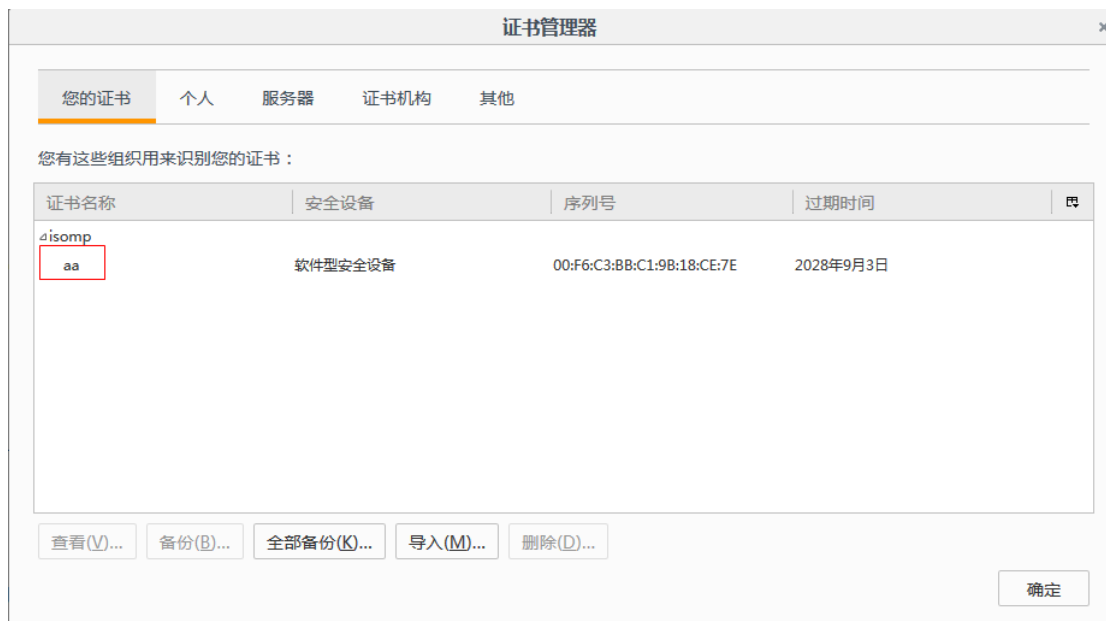 证书管理器
您的证书 个人 服务器 证书机构 其他
您有这些组织用来识别您的证书：
证书名称 安全设备 序列号 过期时间
isomp
aa 软件型安全设备 00:F6:C3:BB:C1:9B:18:CE:7E 2028年9月3日
查看(V)... 备份(B)... 全部备份(K)... 导入(M)... 删除(D)...
确定